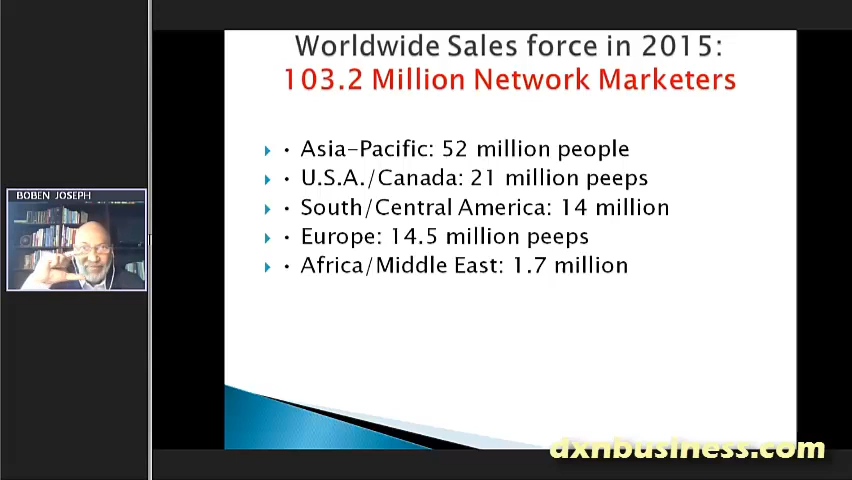 Worldwide Sales force in 2015:
103.2 Million Network Marketers
• Asia-Pacific: 52 million people
• U.S.A./Canada: 21 million peeps
• South/Central America: 14 million
• Europe: 14.5 million peeps
• Africa/Middle East: 1.7 million
BOBEN JOSEPH
dxnbusiness.com